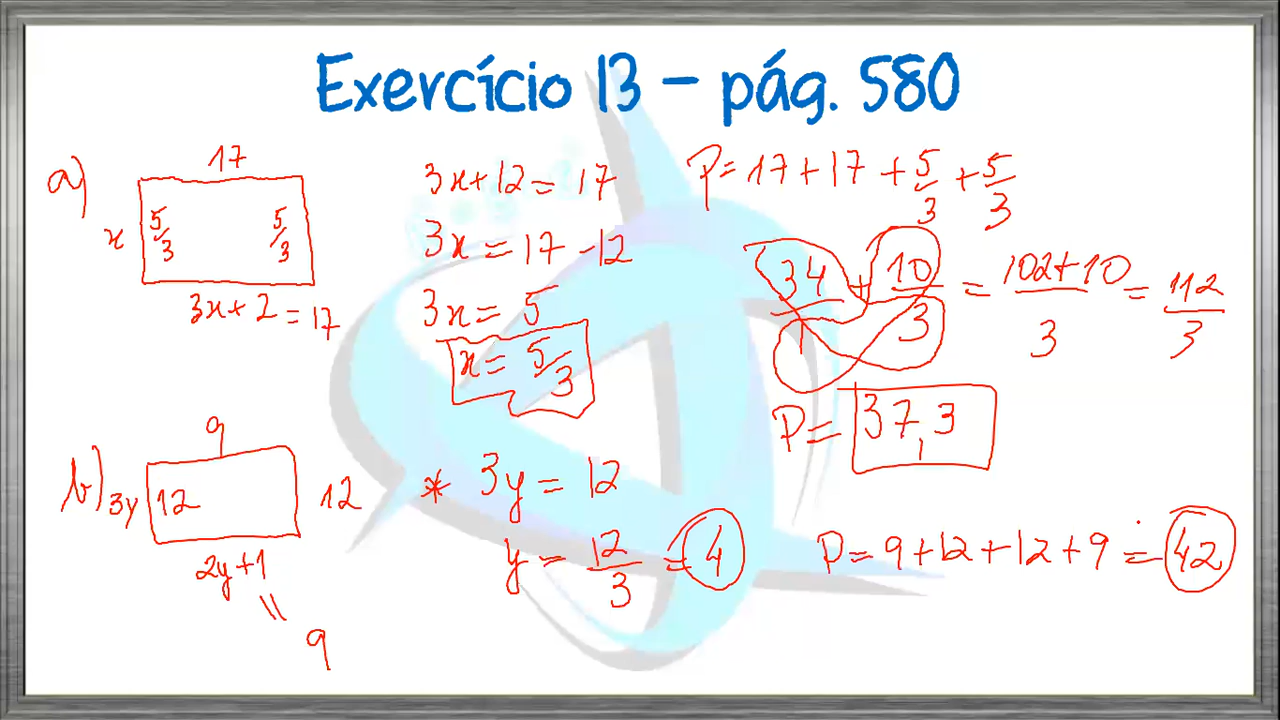 Exercício 13 – pág. 580
a)
17
x
5/3
5/3
3x+2=17
3x+12=17
3x=17-12
3x=5
x=5/3
P=17+17+5/3+5/3
34/1+10/3=102+10/3=112/3
P=37,3
b)
9
3y
12
12
2y+1
=
9
* 3y=12
y=12/3=4
P=9+12+12+9=42